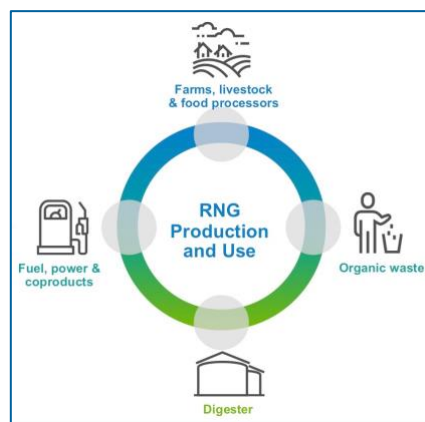 Farms, livestock
& food processors
RNG
Production
and Use
Fuel, power &
coproducts
Organic waste
Digester